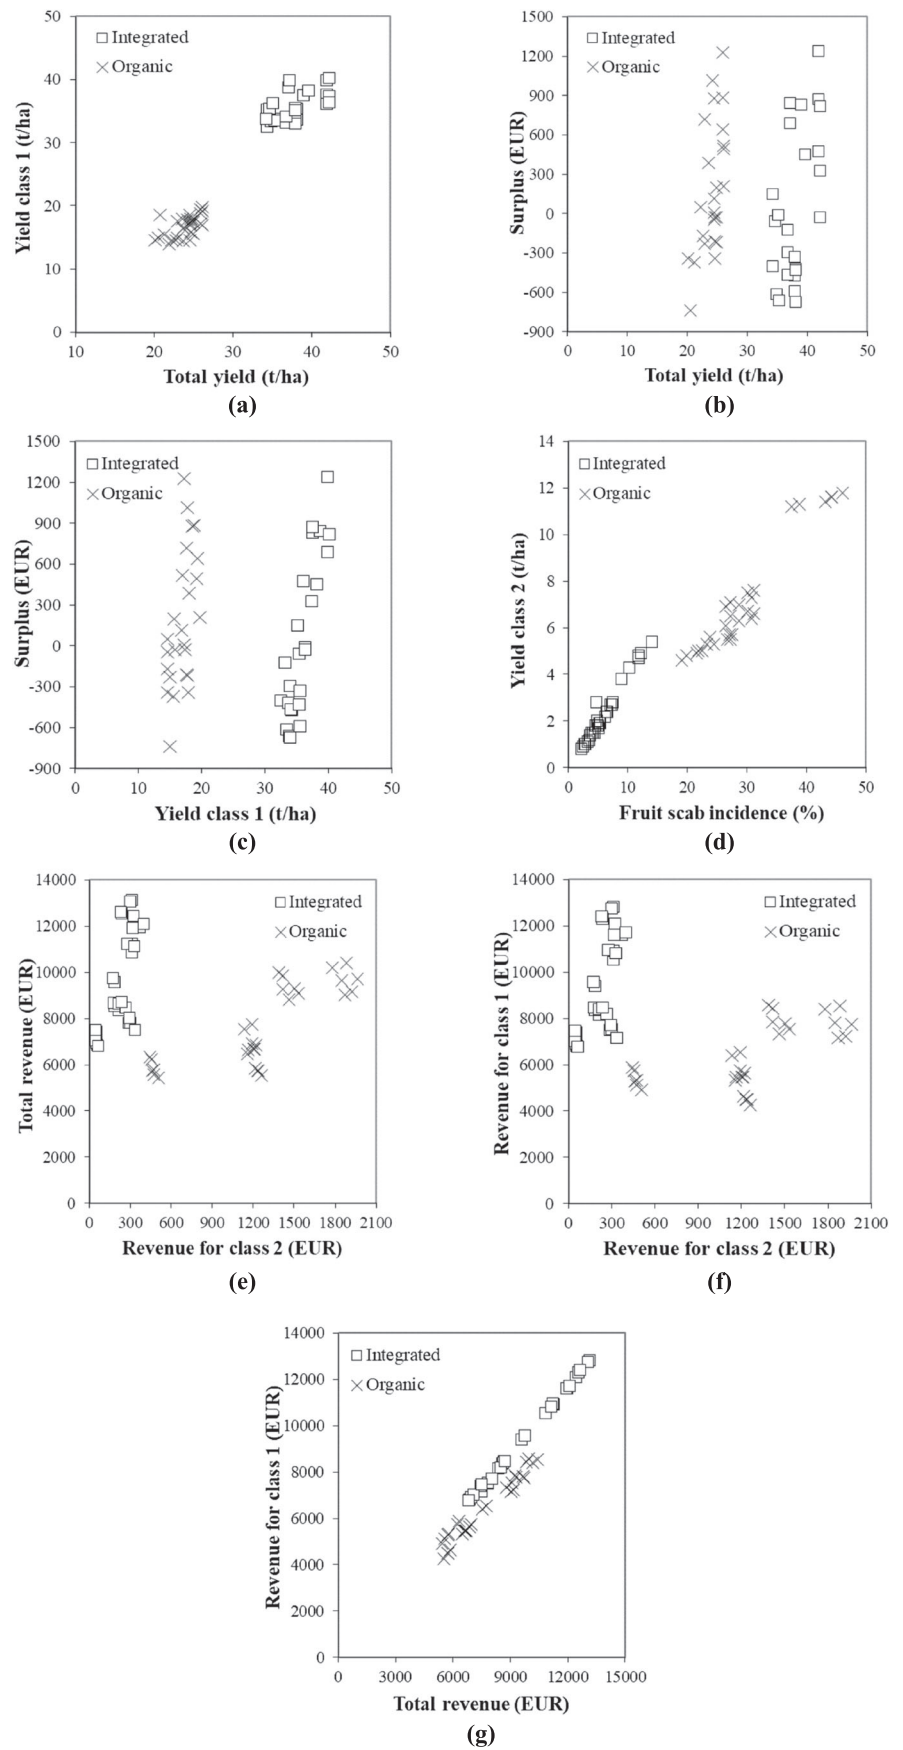 50
40
30
20
10
0
10 20 30 40 50
Yield class 1 (t/ha)
Total yield (t/ha)
Integrated
Organic
(a)
1500
1200
900
600
300
0
-300
-600
-900
0 10 20 30 40 50
Surplus (EUR)
Total yield (t/ha)
Integrated
Organic
(b)
1500
1200
900
600
300
0
-300
-600
-900
0 10 20 30 40 50
Surplus (EUR)
Yield class 1 (t/ha)
Integrated
Organic
(c)
14
12
10
8
6
4
2
0
0 10 20 30 40 50
Yield class 2 (t/ha)
Fruit scab incidence (%)
Integrated
Organic
(d)
14000
12000
10000
8000
6000
4000
2000
0
0 300 600 900 1200 1500 1800 2100
Total revenue (EUR)
Revenue for class 2 (EUR)
Integrated
Organic
(e)
14000
12000
10000
8000
6000
4000
2000
0
0 300 600 900 1200 1500 1800 2100
Revenue for class 1 (EUR)
Revenue for class 2 (EUR)
Integrated
Organic
(f)
14000
12000
10000
8000
6000
4000
2000
0
0 3000 6000 9000 12000 15000
Revenue for class 1 (EUR)
Total revenue (EUR)
Integrated
Organic
(g)